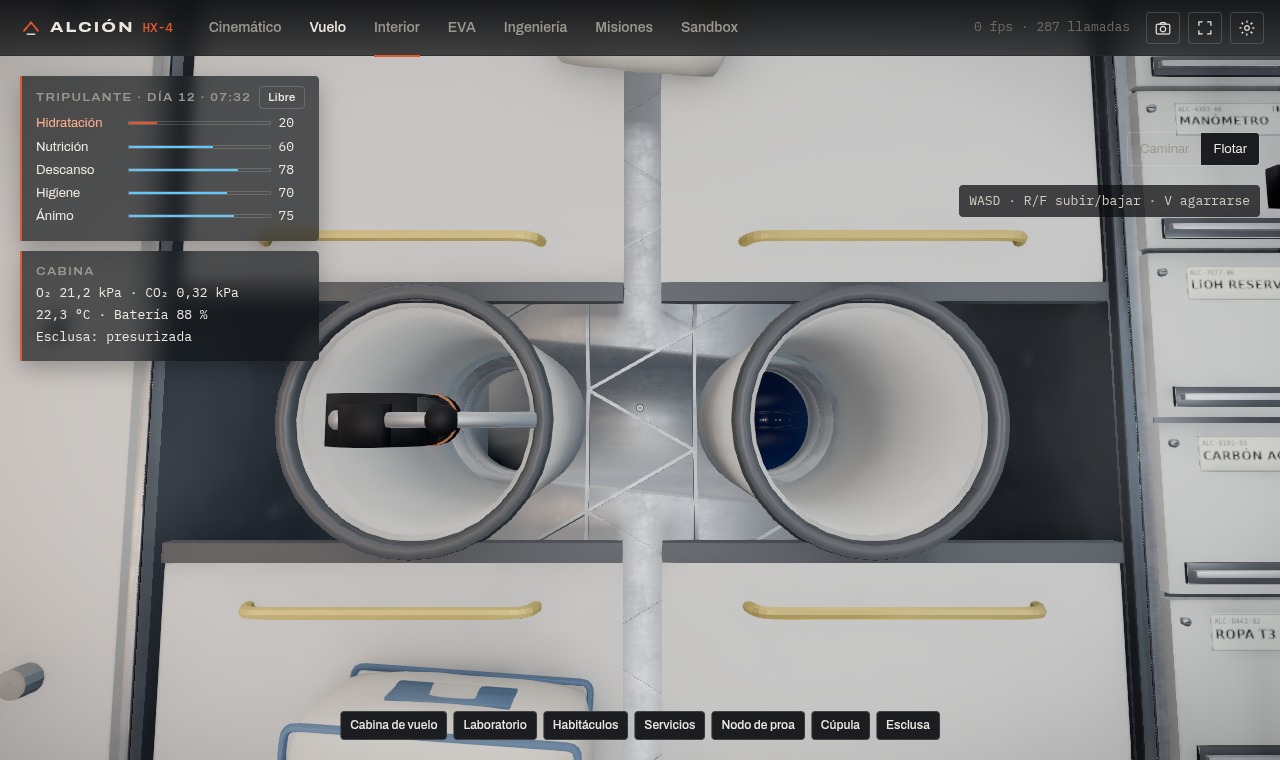 ALCIÓN HX-4
Cinemático Vuelo Interior EVA Ingeniería Misiones Sandbox
0 fps · 287 llamadas
TRIPULANTE · DÍA 12 · 07:32 Libre
Hidratación 20
Nutrición 60
Descanso 78
Higiene 70
Ánimo 75
CABINA
O₂ 21,2 kPa · CO₂ 0,32 kPa
22,3 °C · Batería 88 %
Esclusa: presurizada
MANÓMETRO
Caminar Flotar
WASD · R/F subir/bajar · V agarrarse
LiOH RESERV
CARBÓN AC
ROPA T3
Cabina de vuelo Laboratorio Habitáculos Servicios Nodo de proa Cúpula Esclusa